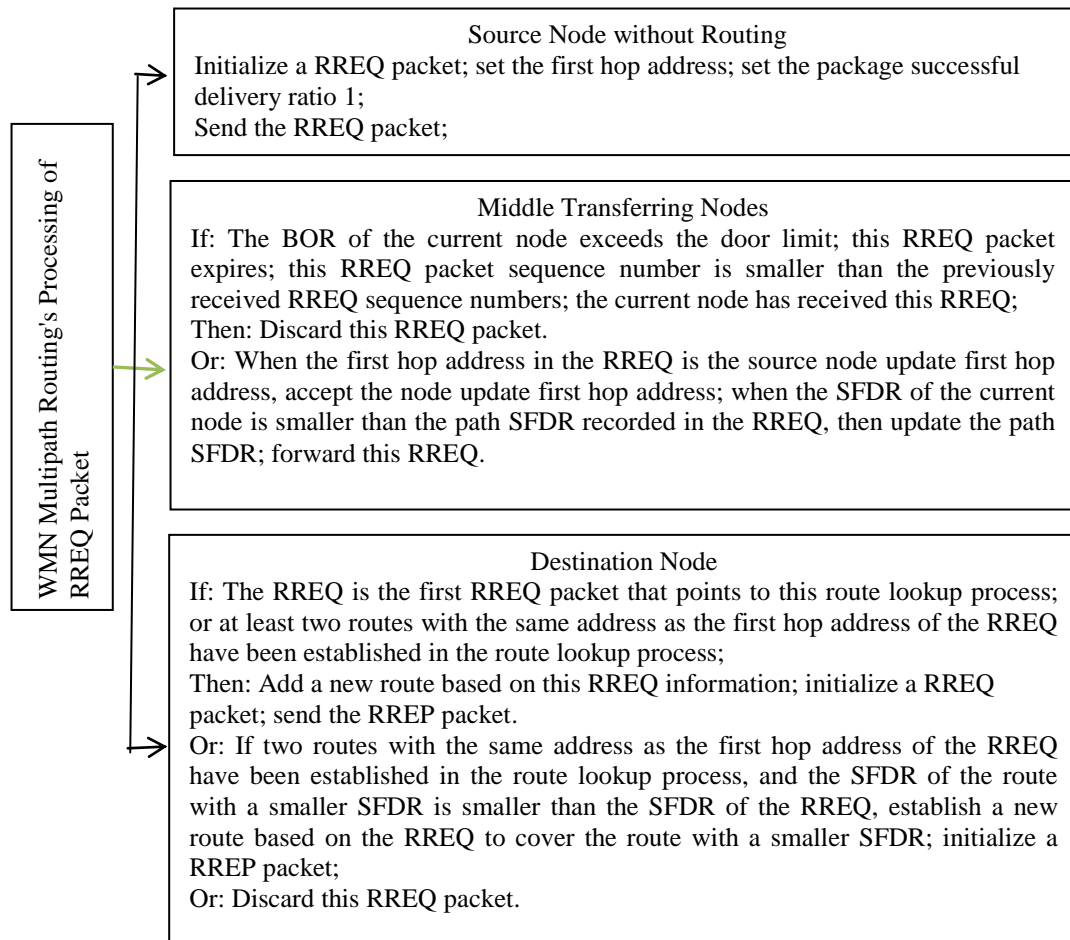 WMN Multipath Routing's Processing of
RREQ Packet
Source Node without Routing
Initialize a RREQ packet; set the first hop address; set the package successful
delivery ratio 1;
Send the RREQ packet;
Middle Transferring Nodes
If: The BOR of the current node exceeds the door limit; this RREQ packet
expires; this RREQ packet sequence number is smaller than the previously
received RREQ sequence numbers; the current node has received this RREQ;
Then: Discard this RREQ packet.
Or: When the first hop address in the RREQ is the source node update first hop
address, accept the node update first hop address; when the SFDR of the current
node is smaller than the path SFDR recorded in the RREQ, then update the path
SFDR; forward this RREQ.
Destination Node
If: The RREQ is the first RREQ packet that points to this route lookup process;
or at least two routes with the same address as the first hop address of the RREQ
have been established in the route lookup process;
Then: Add a new route based on this RREQ information; initialize a RREQ
packet; send the RREP packet.
Or: If two routes with the same address as the first hop address of the RREQ
have been established in the route lookup process, and the SFDR of the route
with a smaller SFDR is smaller than the SFDR of the RREQ, establish a new
route based on the RREQ to cover the route with a smaller SFDR; initialize a
RREP packet;
Or: Discard this RREQ packet.